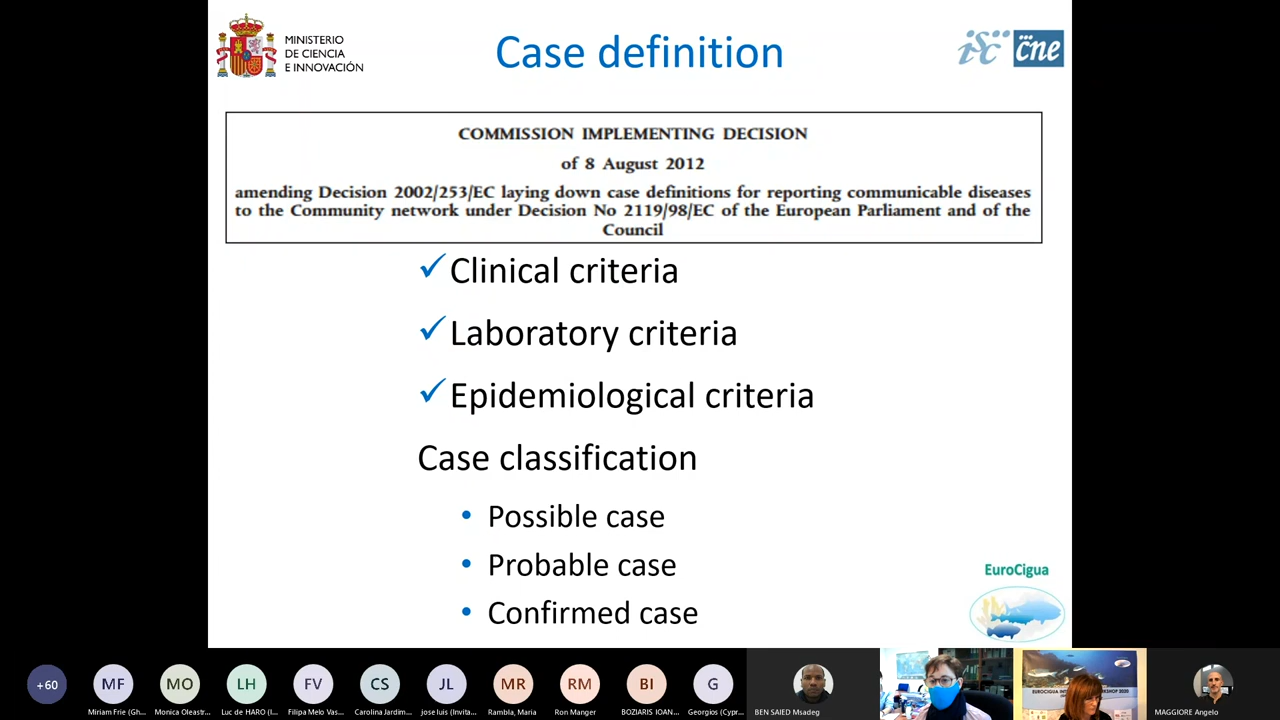 MINISTERIO
DE CIENCIA
E INNOVACIÓN
Case definition
isc cne
COMMISSION IMPLEMENTING DECISION
of 8 August 2012
amending Decision 2002/253/EC laying down case definitions for reporting communicable diseases
to the Community network under Decision No 2119/98/EC of the European Parliament and of the
Council
✓ Clinical criteria
✓ Laboratory criteria
✓ Epidemiological criteria
Case classification
• Possible case
• Probable case
• Confirmed case
EuroCigua
+60
MF
MO
LH
FV
CS
JL
MR
RM
BI
G
Miriam Frie (Gh...
Monica Oleastr...
Luc de HARO (I...
Filipa Melo Vas...
Carolina Jardim...
jose luis (Invita...
Rambla, Maria
Ron Manger
BOZIARIS IOAN...
Georgios (Cypr...
BEN SAIED Msadeg
MAGGIORE Angelo